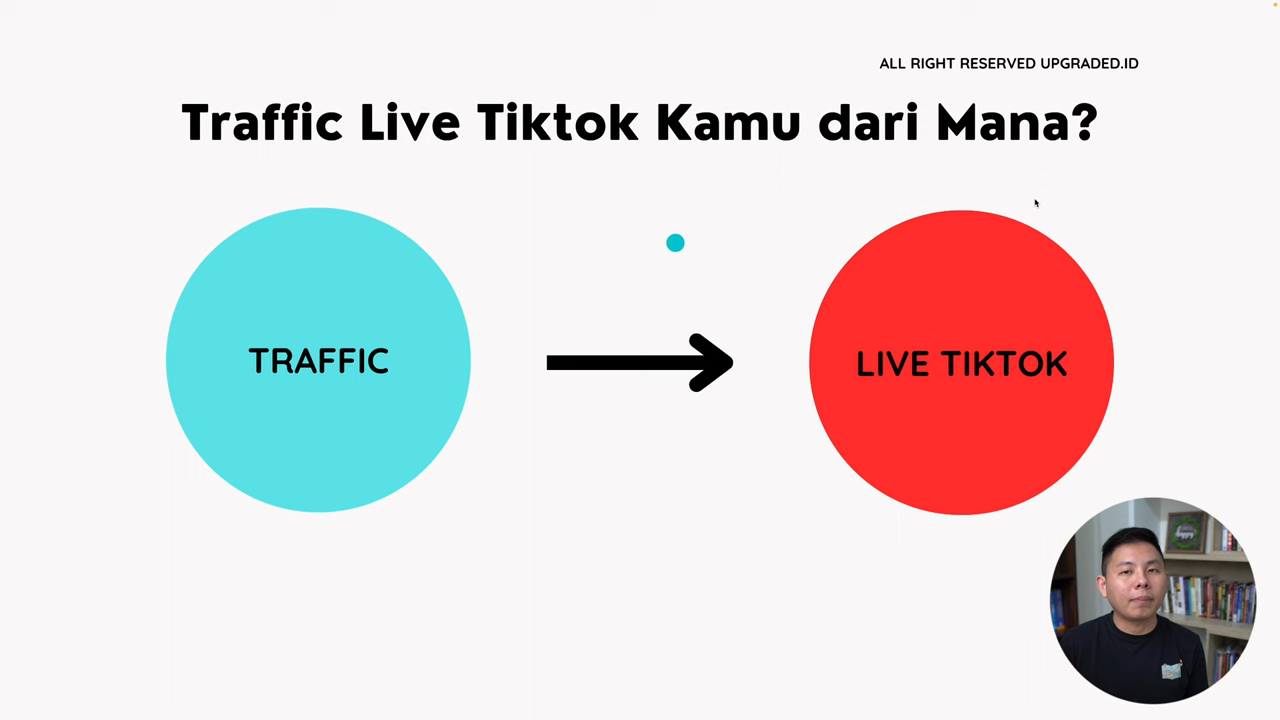 ALL RIGHT RESERVED UPGRADED.ID
Traffic Live Tiktok Kamu dari Mana?
TRAFFIC
LIVE TIKTOK